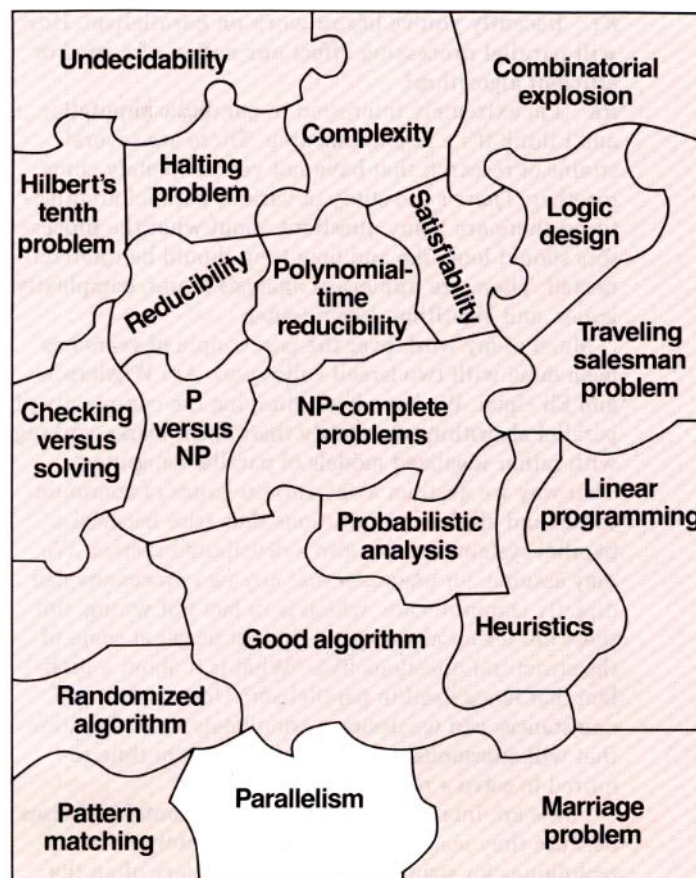 Undecidability
Combinatorial
explosion
Complexity
Hilbert's
tenth
problem
Halting
problem
Satisfiability
Logic
design
Reducibility
Polynomial-
time
reducibility
Traveling
salesman
problem
Checking
versus
solving
P
versus
NP
NP-complete
problems
Linear
programming
Probabilistic
analysis
Good algorithm
Heuristics
Randomized
algorithm
Pattern
matching
Parallelism
Marriage
problem